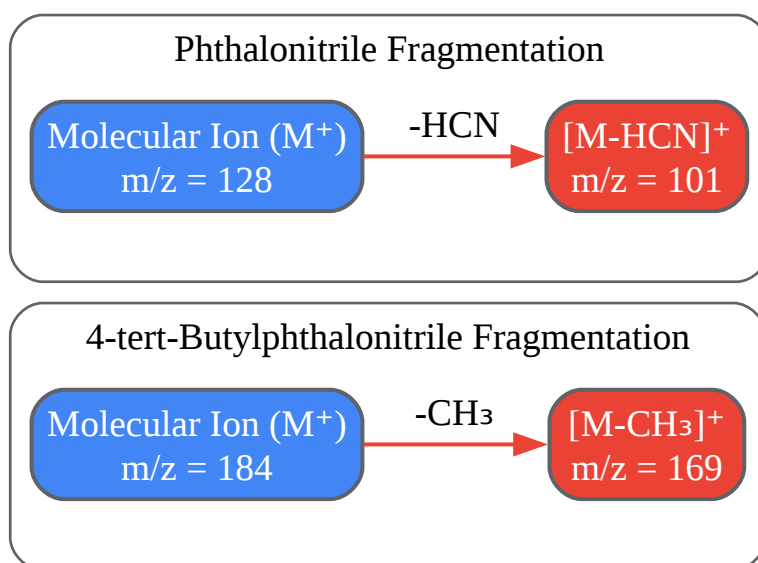 Phthalonitrile Fragmentation
Molecular Ion (M⁺)
m/z = 128
-HCN
[M-HCN]⁺
m/z = 101
4-tert-Butylphthalonitrile Fragmentation
Molecular Ion (M⁺)
m/z = 184
-CH₃
[M-CH₃]⁺
m/z = 169